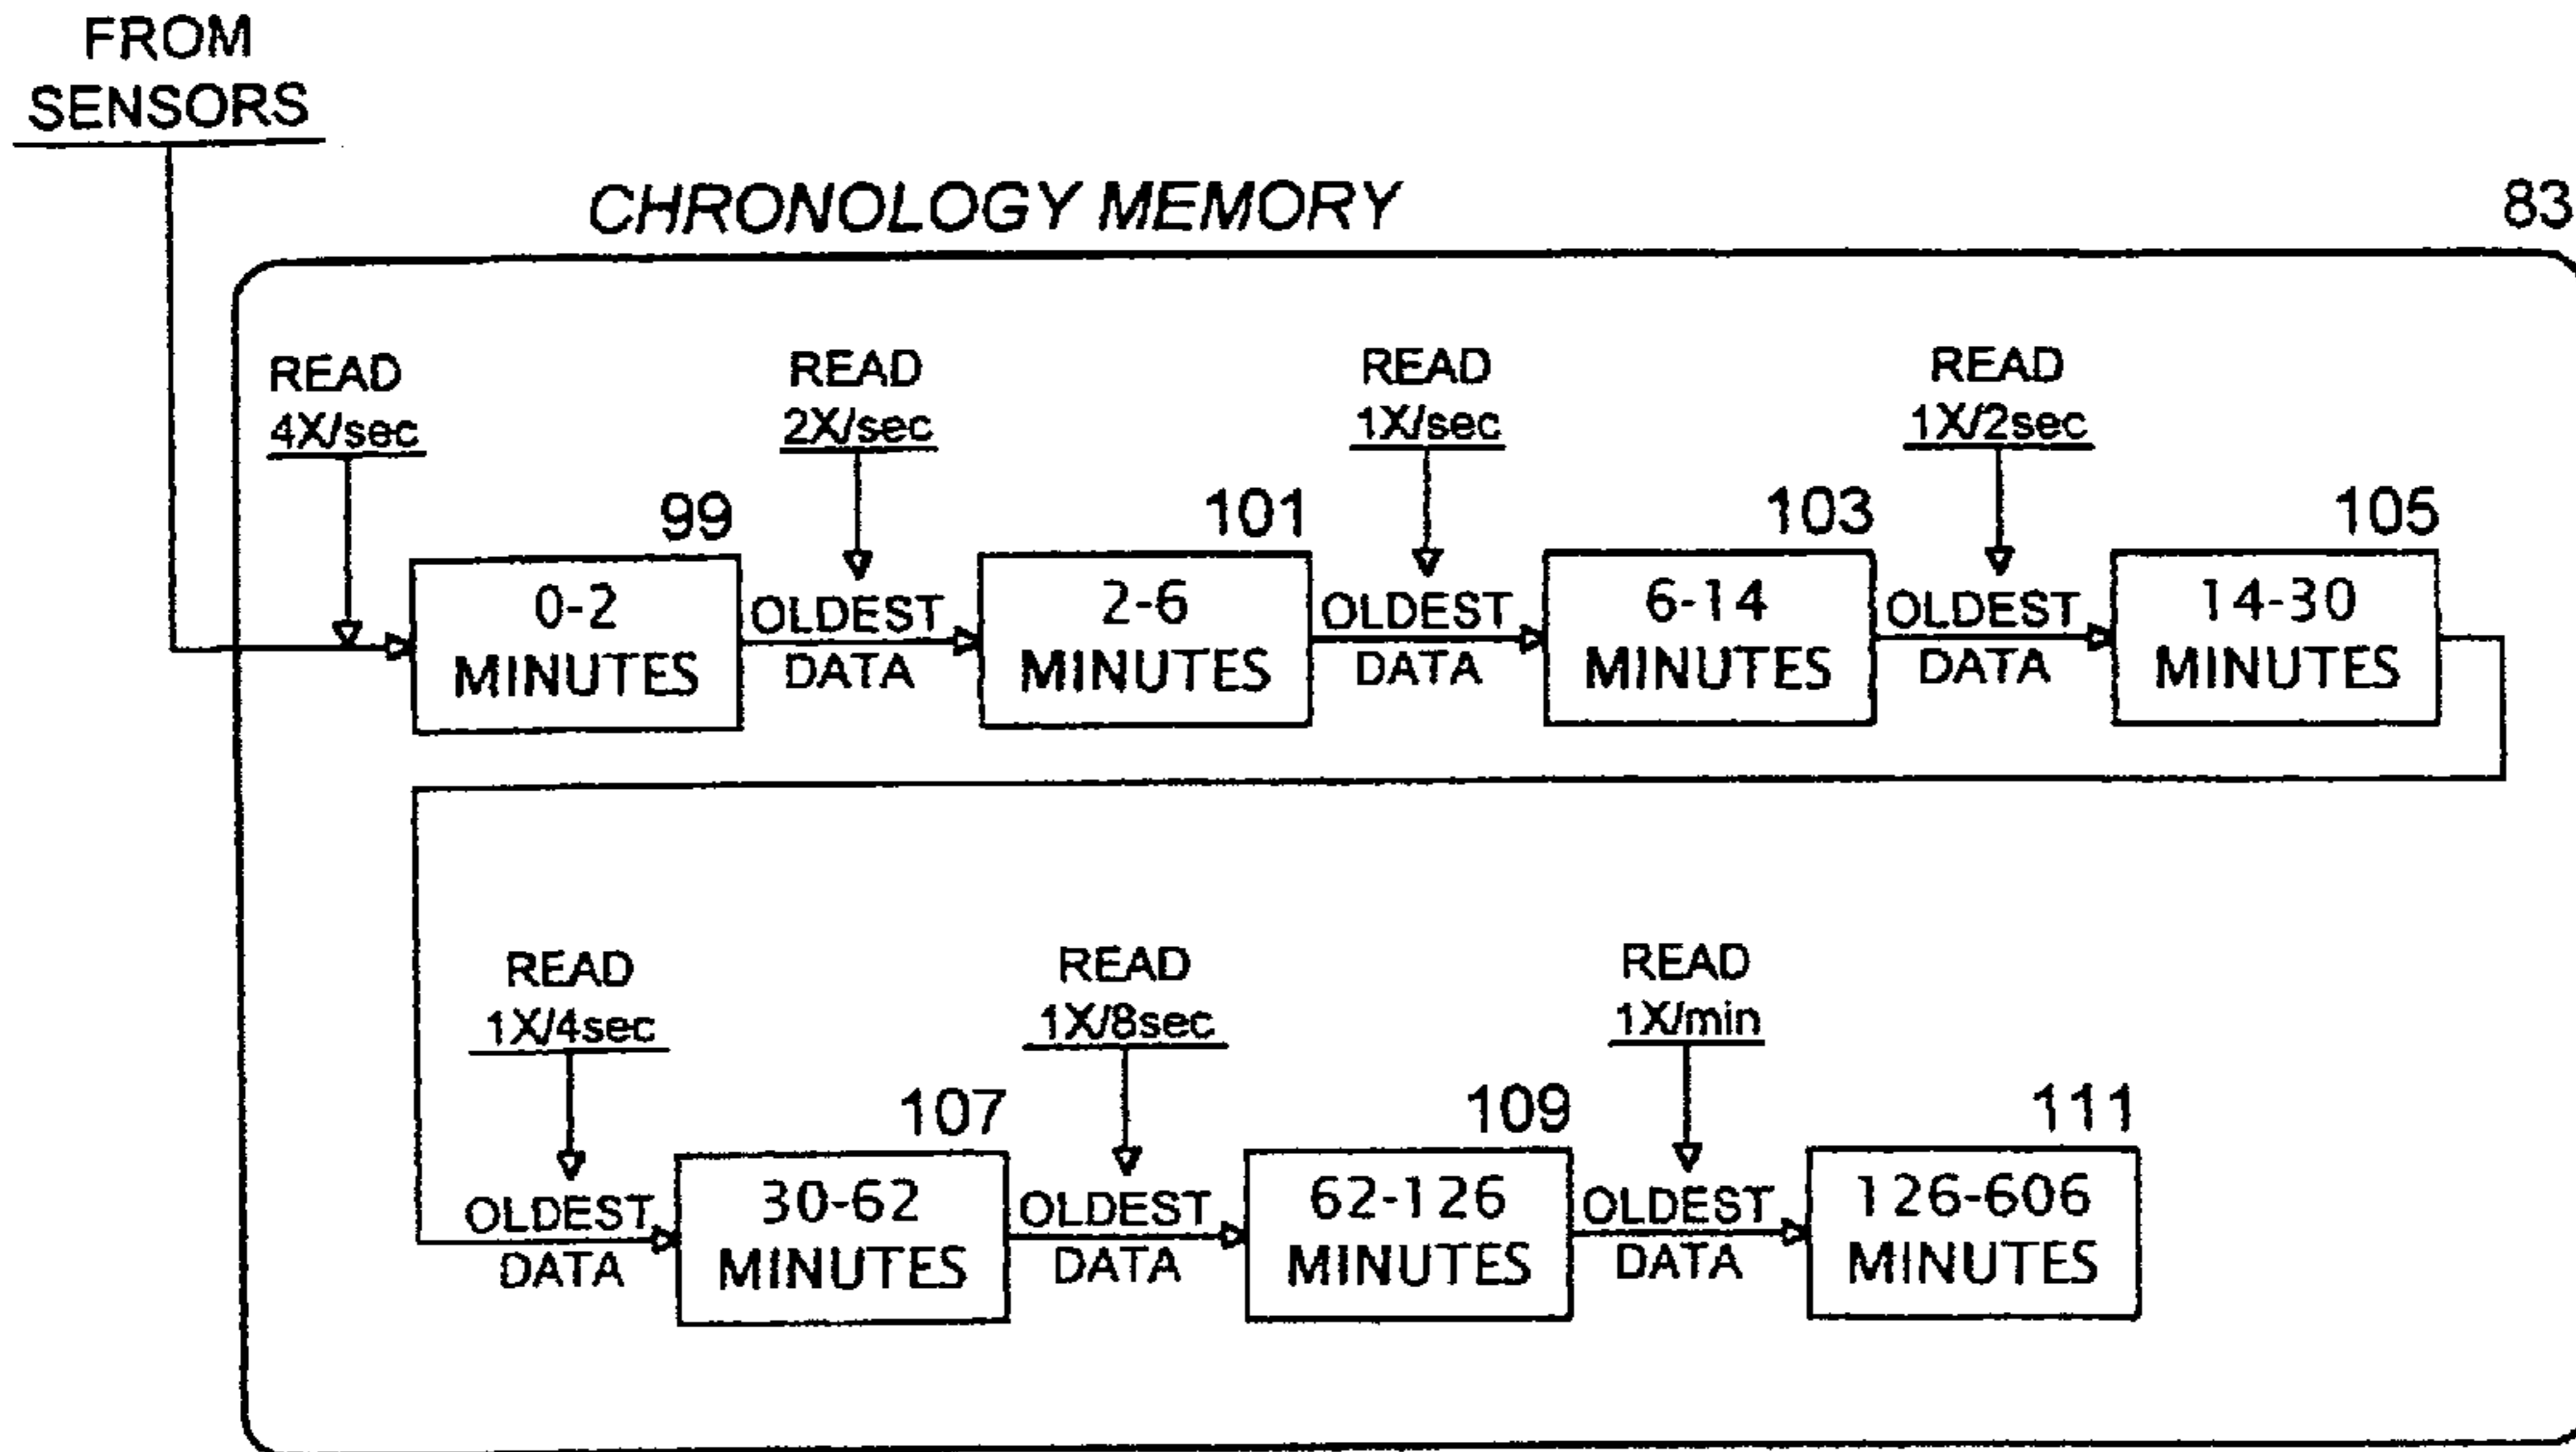 FROM
SENSORS
CHRONOLOGY MEMORY
83
READ
4X/sec
READ
2X/sec
READ
1X/sec
READ
1X/2sec
99
101
103
105
0-2
MINUTES
OLDEST
DATA
2-6
MINUTES
OLDEST
DATA
6-14
MINUTES
OLDEST
DATA
14-30
MINUTES
READ
1X/4sec
READ
1X/8sec
READ
1X/min
107
109
111
OLDEST
DATA
30-62
MINUTES
OLDEST
DATA
62-126
MINUTES
OLDEST
DATA
126-606
MINUTES